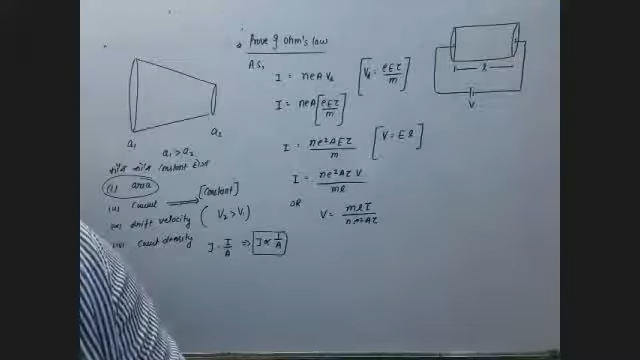 a₁
a₂
a₁ > a₂
(i) area
(ii) Current ⟹ [Constant]
(iii) drift velocity ( V₂ > V₁ )
(iv) Current density J = I/A ⟹ J ∝ 1/A
Prove of ohm's law
As,
I = neA Vd [ Vd = eEτ/m ]
I = neA [ eEτ/m ]
I = ne²AEτ/m [ V = El ]
I = ne²Aτ V/ml
OR
V = mlI/ne²Aτ
l
V